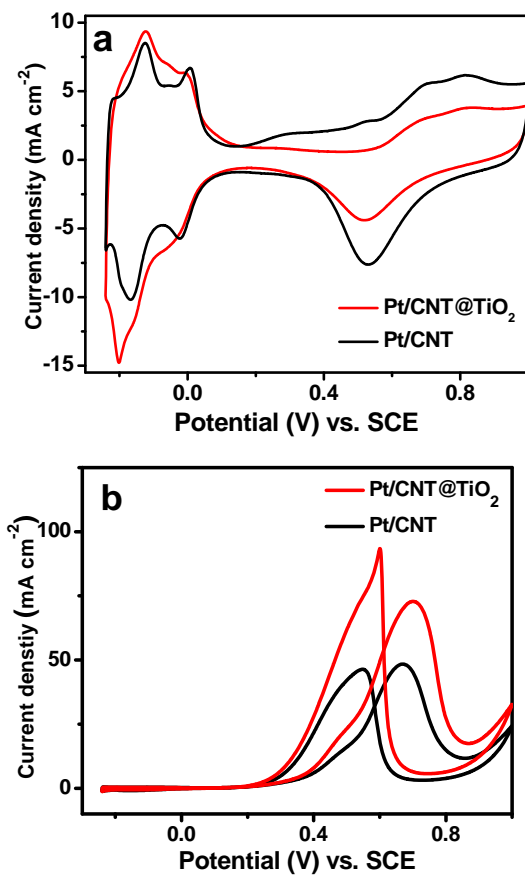 a
Current density (mA cm-2)
10
5
0
-5
-10
-15
Pt/CNT@TiO2
Pt/CNT
0.0
0.4
0.8
Potential (V) vs. SCE
b
Current denstiy (mA cm-2)
100
50
0
Pt/CNT@TiO2
Pt/CNT
0.0
0.4
0.8
Potential (V) vs. SCE